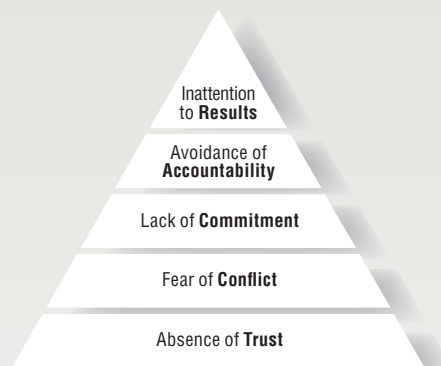 Inattention
to Results
Avoidance of
Accountability
Lack of Commitment
Fear of Conflict
Absence of Trust